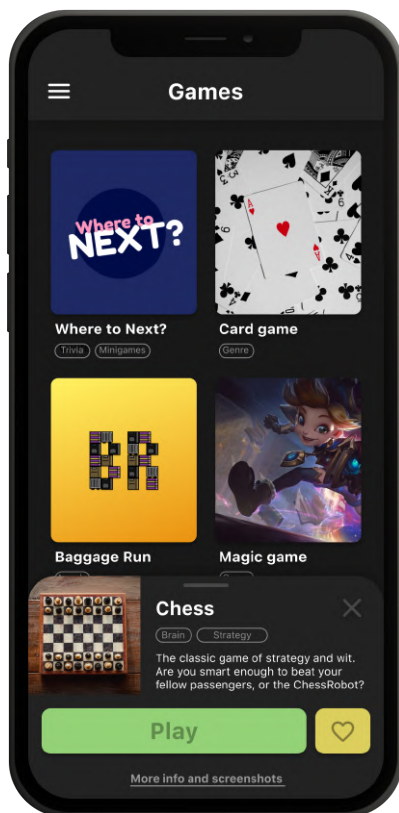 Games
Where to
NEXT?
Where to Next?
Trivia
Minigames
A
A
Card game
Genre
BR
Baggage Run
Magic game
Chess
Brain
Strategy
The classic game of strategy and wit.
Are you smart enough to beat your
fellow passengers, or the ChessRobot?
Play
More info and screenshots